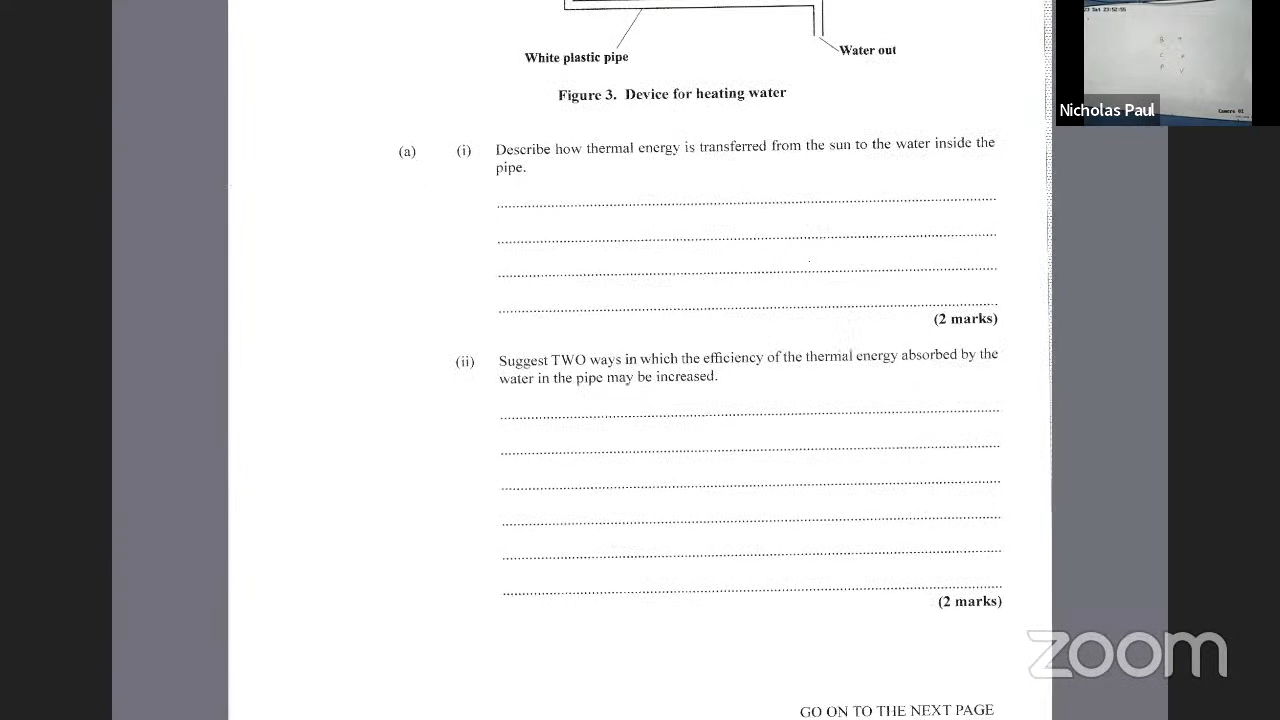 White plastic pipe
Water out
Figure 3. Device for heating water
(a) (i) Describe how thermal energy is transferred from the sun to the water inside the
pipe.
(2 marks)
(ii) Suggest TWO ways in which the efficiency of the thermal energy absorbed by the
water in the pipe may be increased.
(2 marks)
GO ON TO THE NEXT PAGE
Nicholas Paul
Camera 01
zoom